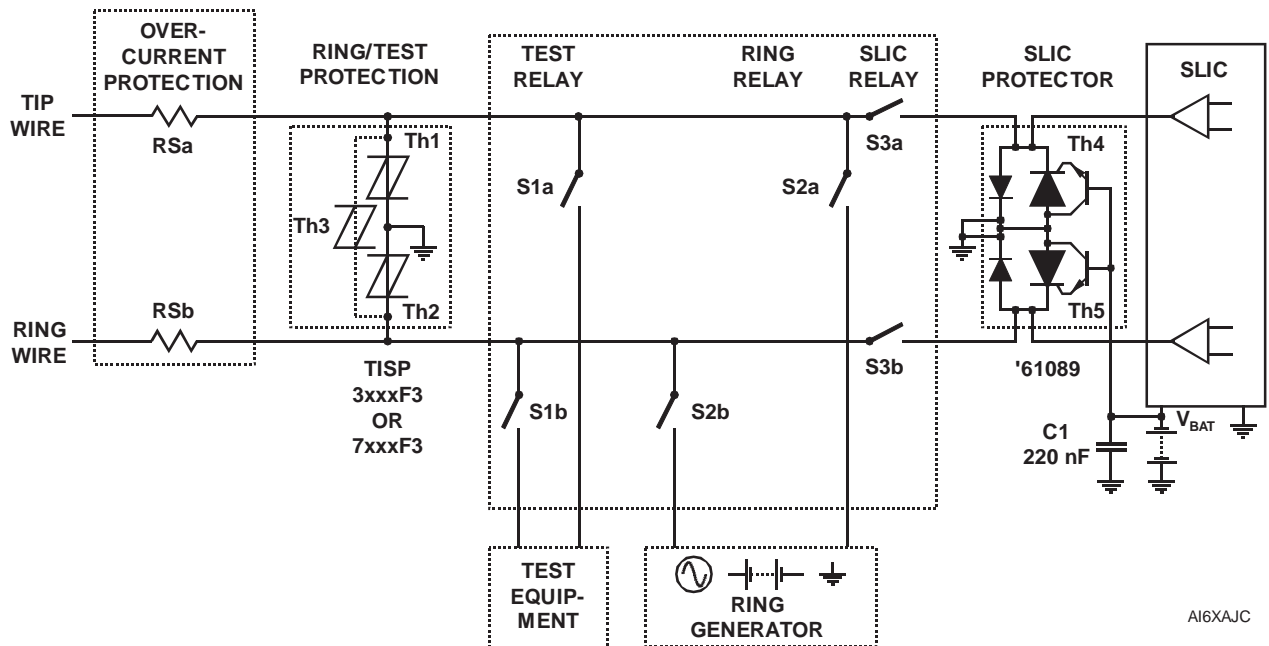 OVER-
CURRENT
PROTECTION
RING/TEST
PROTECTION
TEST
RELAY
RING
RELAY
SLIC
RELAY
SLIC
PROTECTOR
SLIC
TIP
WIRE
RSa
Th1
Th3
Th2
S1a
S2a
S3a
Th4
Th5
RING
WIRE
RSb
TISP
3xxxF3
OR
7xxxF3
S1b
S2b
S3b
'61089
C1
220 nF
VBAT
TEST
EQUIP-
MENT
RING
GENERATOR
AI6XAJC